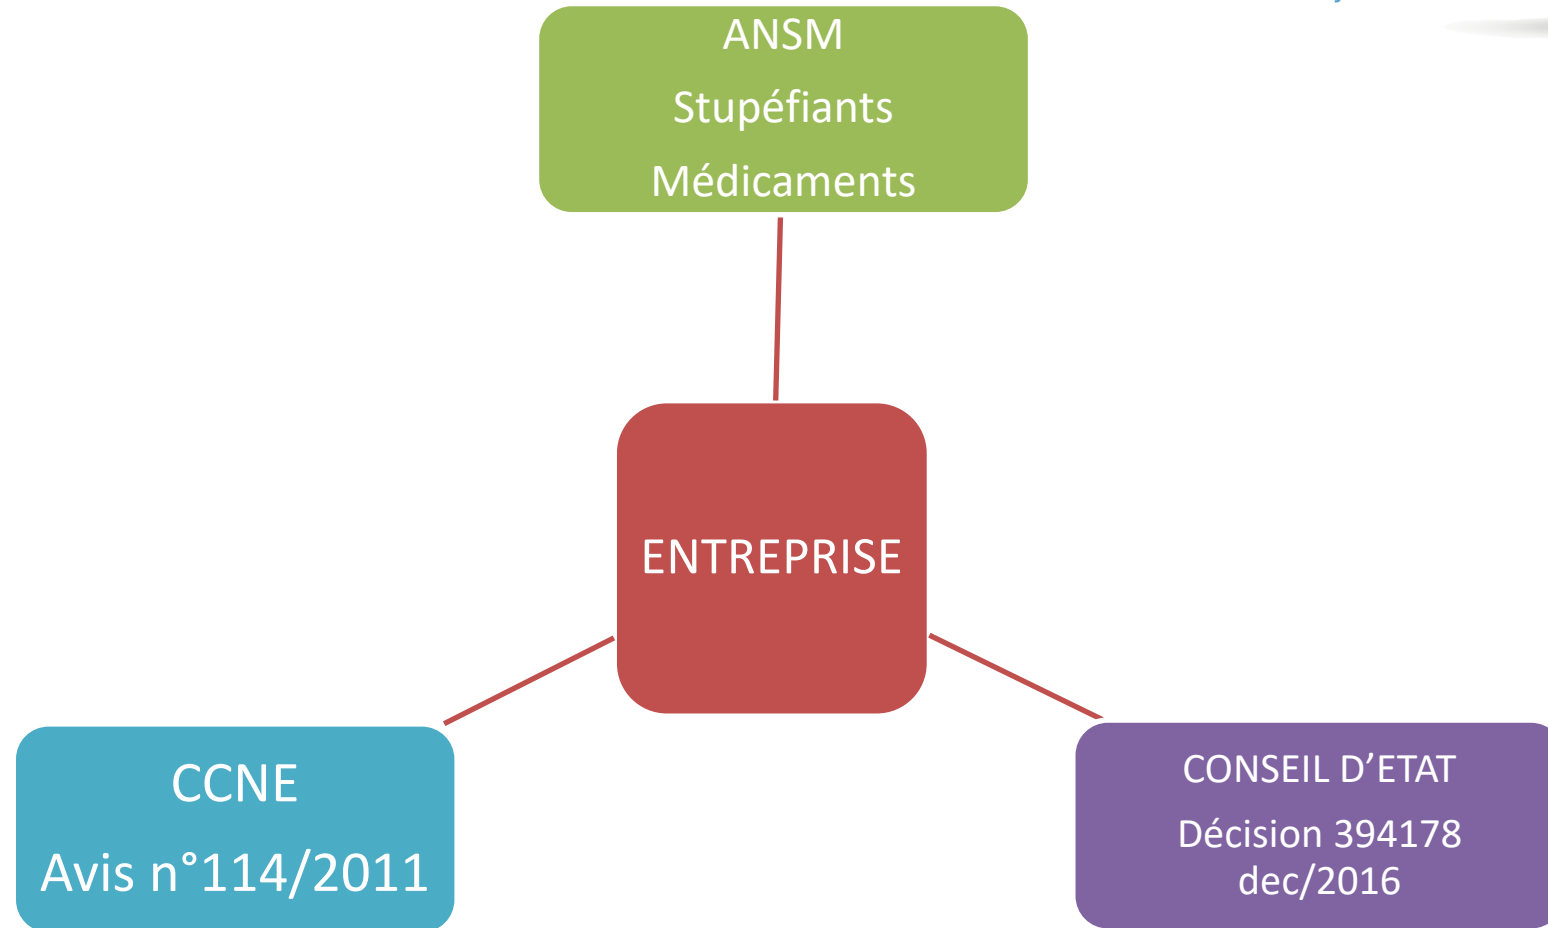 ANSM
Stupéfiants
Médicaments
ENTREPRISE
CCNE
Avis n°114/2011
CONSEIL D’ETAT
Décision 394178
dec/2016